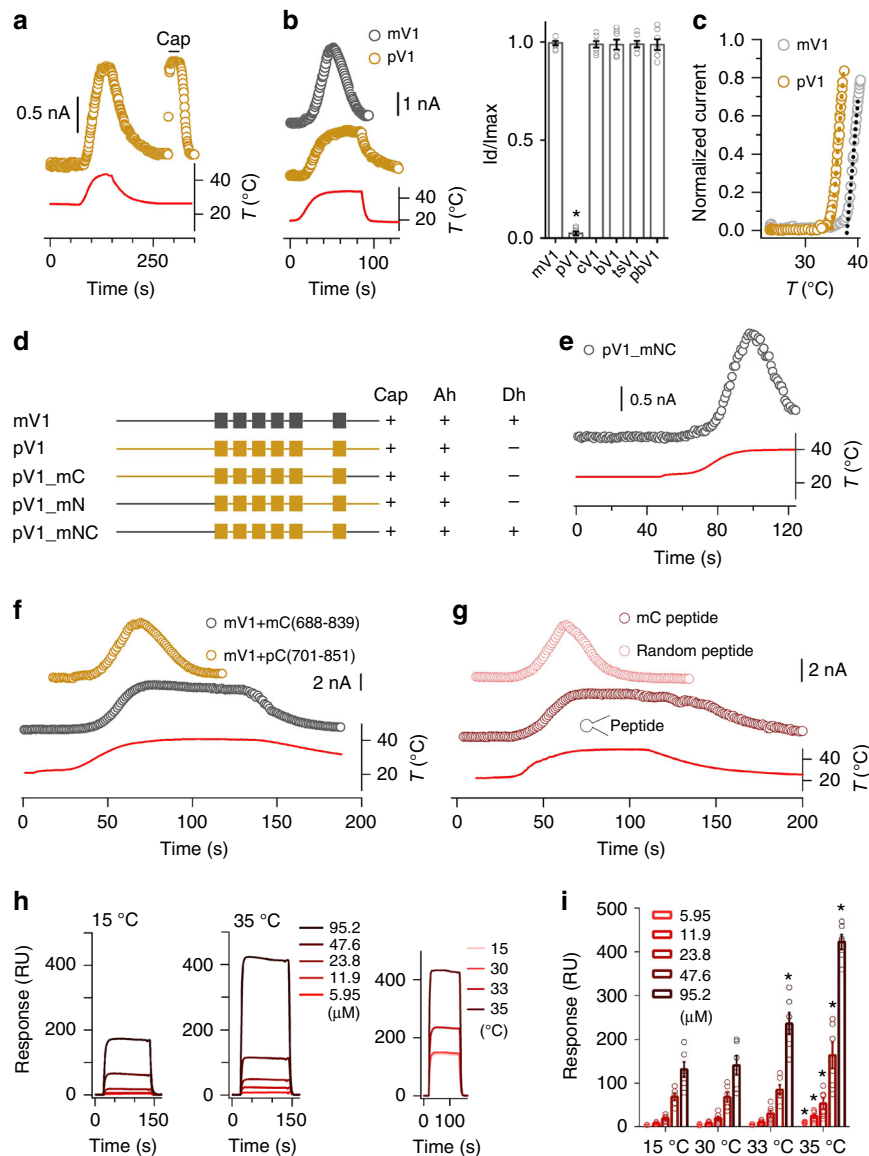 a
Cap
0.5 nA
40
20
T (°C)
0
250
Time (s)
b
mV1
pV1
1 nA
40
20
T (°C)
0
100
Time (s)
Id/Imax
1.0
0.5
0.0
*
mV1
pV1
cV1
bV1
tsV1
pbV1
c
mV1
pV1
Normalized current
1.0
0.8
0.6
0.4
0.2
0.0
30
40
T (°C)
d
Cap Ah Dh
mV1 + + +
pV1 + + −
pV1_mC + + −
pV1_mN + + −
pV1_mNC + + +
e
pV1_mNC
0.5 nA
40
20
T (°C)
0 40 80 120
Time (s)
f
mV1+mC(688-839)
mV1+pC(701-851)
2 nA
40
20
T (°C)
0 50 100 150 200
Time (s)
g
mC peptide
Random peptide
2 nA
Peptide
40
20
T (°C)
0 50 100 150 200
Time (s)
h
15 °C
Response (RU)
400
200
0
0 150
Time (s)
35 °C
400
200
0
0 150
Time (s)
95.2
47.6
23.8
11.9
5.95
(μM)
400
200
0
0 100
Time (s)
15
30
33
35
(°C)
i
Response (RU)
500
400
300
200
100
0
5.95
11.9
23.8
47.6
95.2
(μM)
*
* * * * *
15 °C 30 °C 33 °C 35 °C